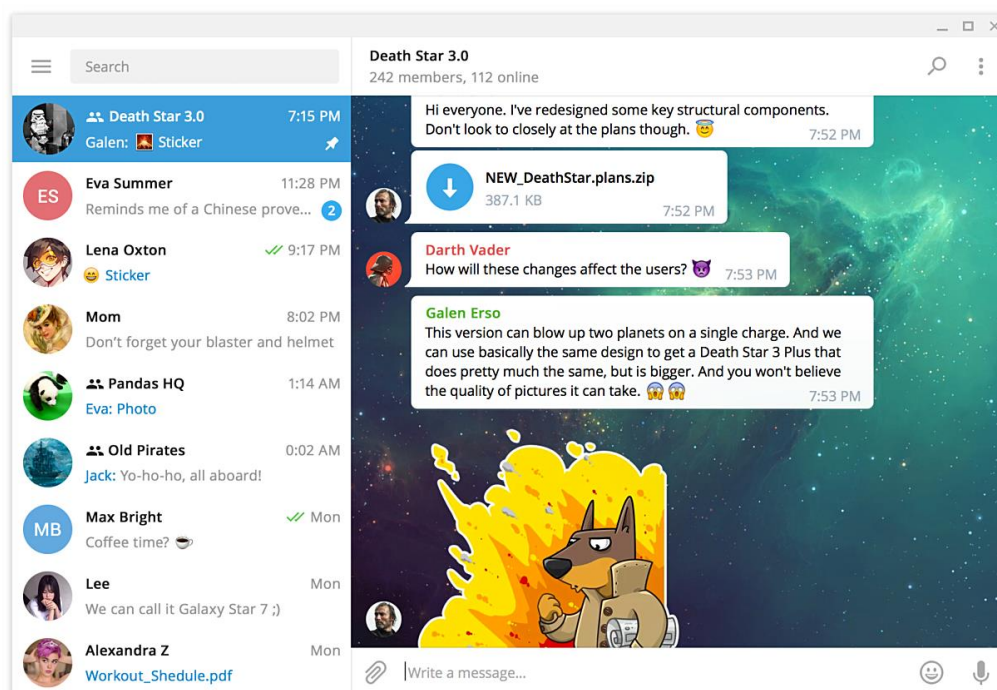 Search
Death Star 3.0
242 members, 112 online
Death Star 3.0 7:15 PM
Galen: Sticker
Eva Summer 11:28 PM
Reminds me of a Chinese prove... 2
Lena Oxton 9:17 PM
Sticker
Mom 8:02 PM
Don't forget your blaster and helmet
Pandas HQ 1:14 AM
Eva: Photo
Old Pirates 0:02 AM
Jack: Yo-ho-ho, all aboard!
Max Bright Mon
Coffee time? ☕
Lee Mon
We can call it Galaxy Star 7 ;)
Alexandra Z Mon
Workout_Shedule.pdf
ES
MB
Hi everyone. I've redesigned some key structural components.
Don't look to closely at the plans though. 😇 7:52 PM
NEW_DeathStar.plans.zip
387.1 KB
7:52 PM
Darth Vader
How will these changes affect the users? 😈 7:53 PM
Galen Erso
This version can blow up two planets on a single charge. And we
can use basically the same design to get a Death Star 3 Plus that
does pretty much the same, but is bigger. And you won't believe
the quality of pictures it can take. 😱 😱 7:53 PM
Write a message...